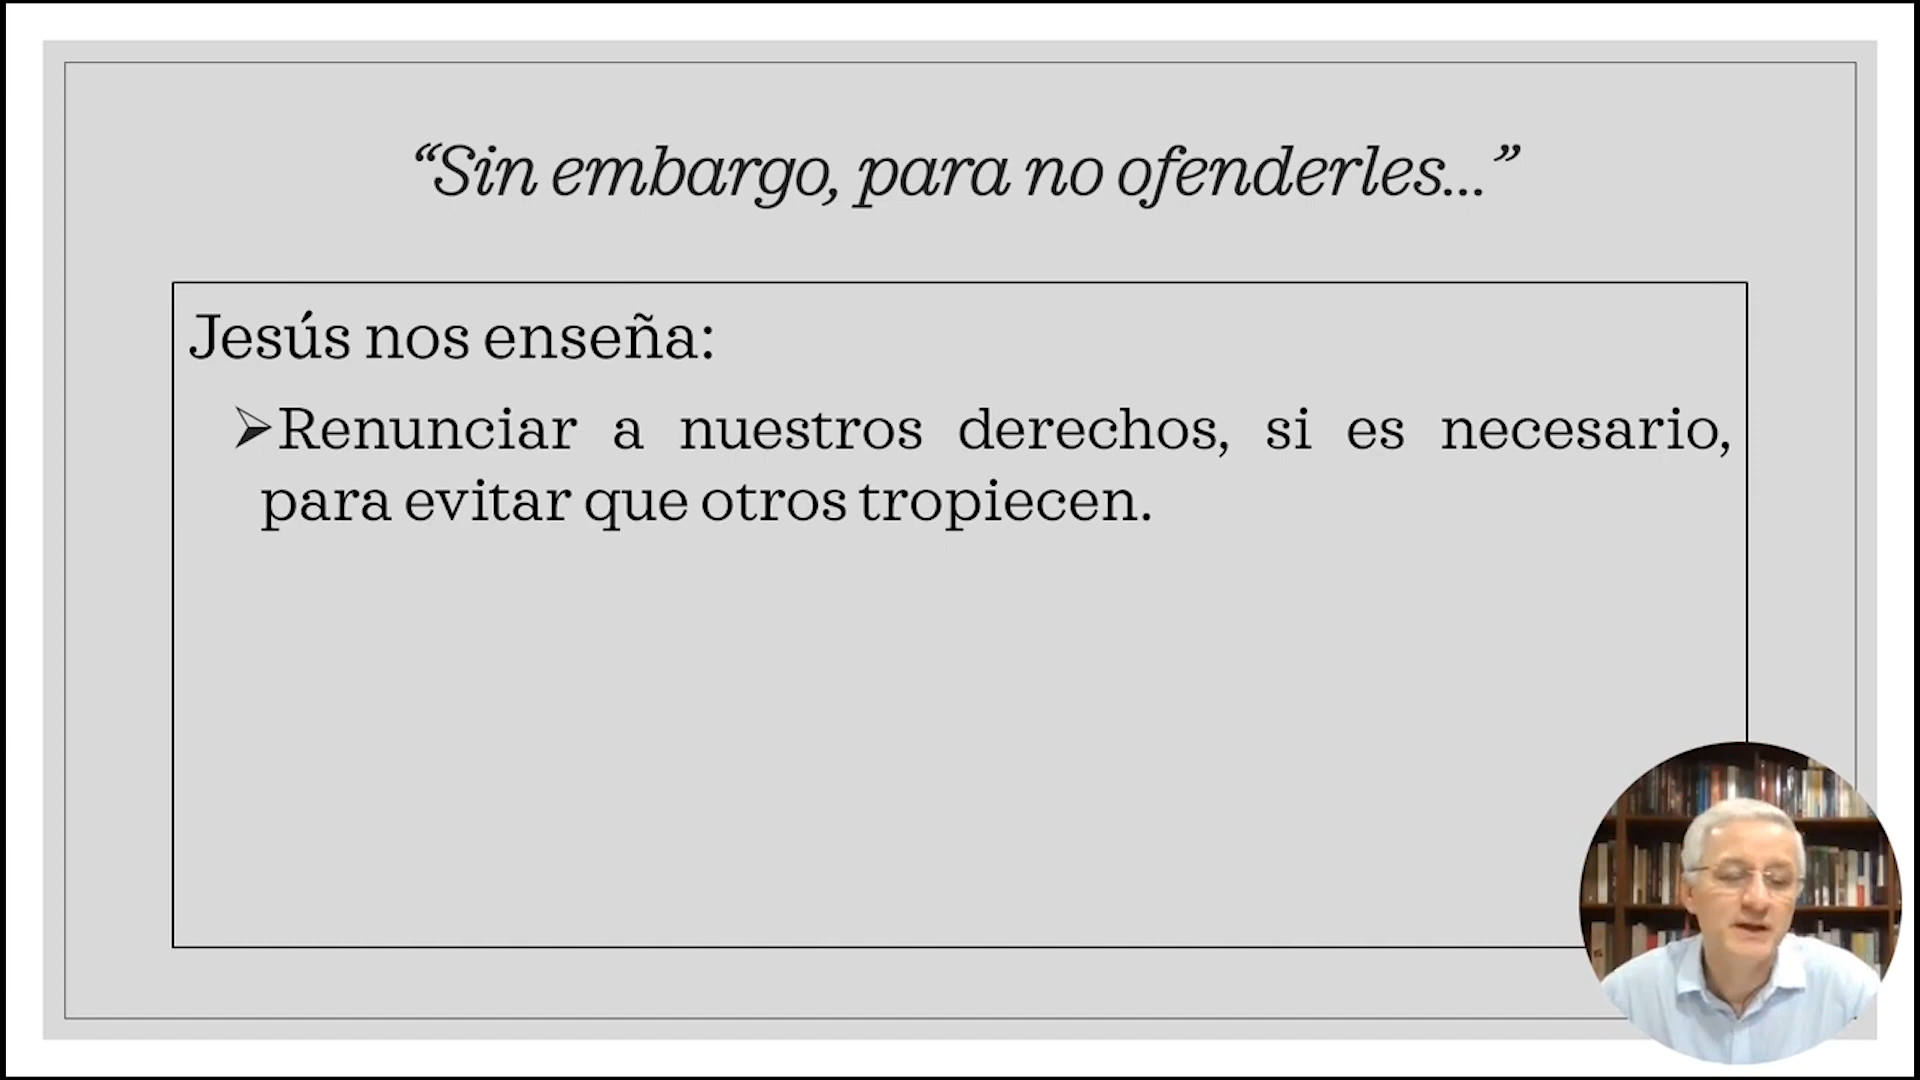 “Sin embargo, para no ofenderles...”
Jesús nos enseña:
➢Renunciar a nuestros derechos, si es necesario,
para evitar que otros tropiecen.